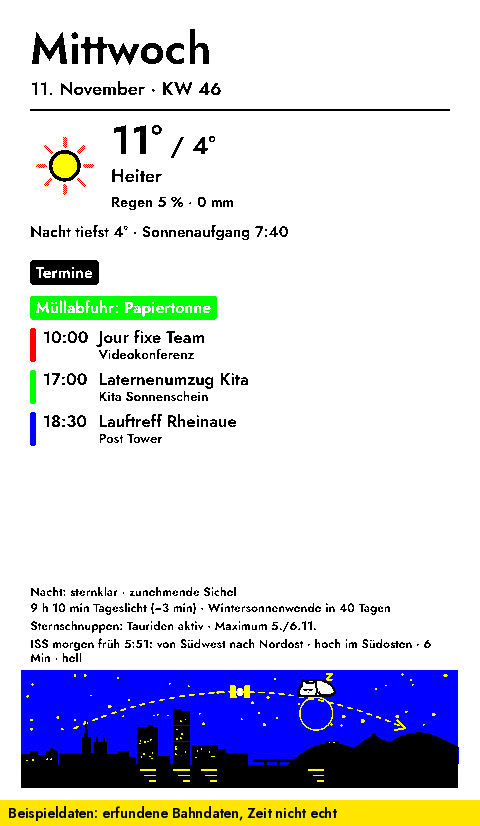 Mittwoch
11. November · KW 46
11° / 4°
Heiter
Regen 5 % · 0 mm
Nacht tiefst 4° · Sonnenaufgang 7:40
Termine
Müllabfuhr: Papiertonne
10:00 Jour fixe Team
Videokonferenz
17:00 Laternenumzug Kita
Kita Sonnenschein
18:30 Lauftreff Rheinaue
Post Tower
Nacht: sternklar · zunehmende Sichel
9 h 10 min Tageslicht (−3 min) · Wintersonnenwende in 40 Tagen
Sternschnuppen: Tauriden aktiv · Maximum 5./6.11.
ISS morgen früh 5:51: von Südwest nach Nordost · hoch im Südosten · 6
Min · hell
z
Beispieldaten: erfundene Bahndaten, Zeit nicht echt